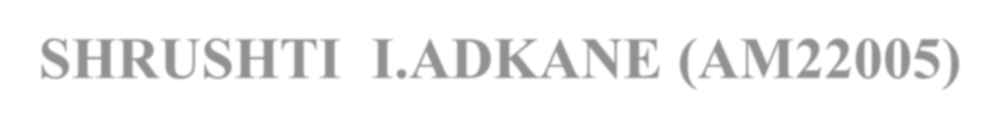 SHRUSHTI  I.ADKANE (AM22005)